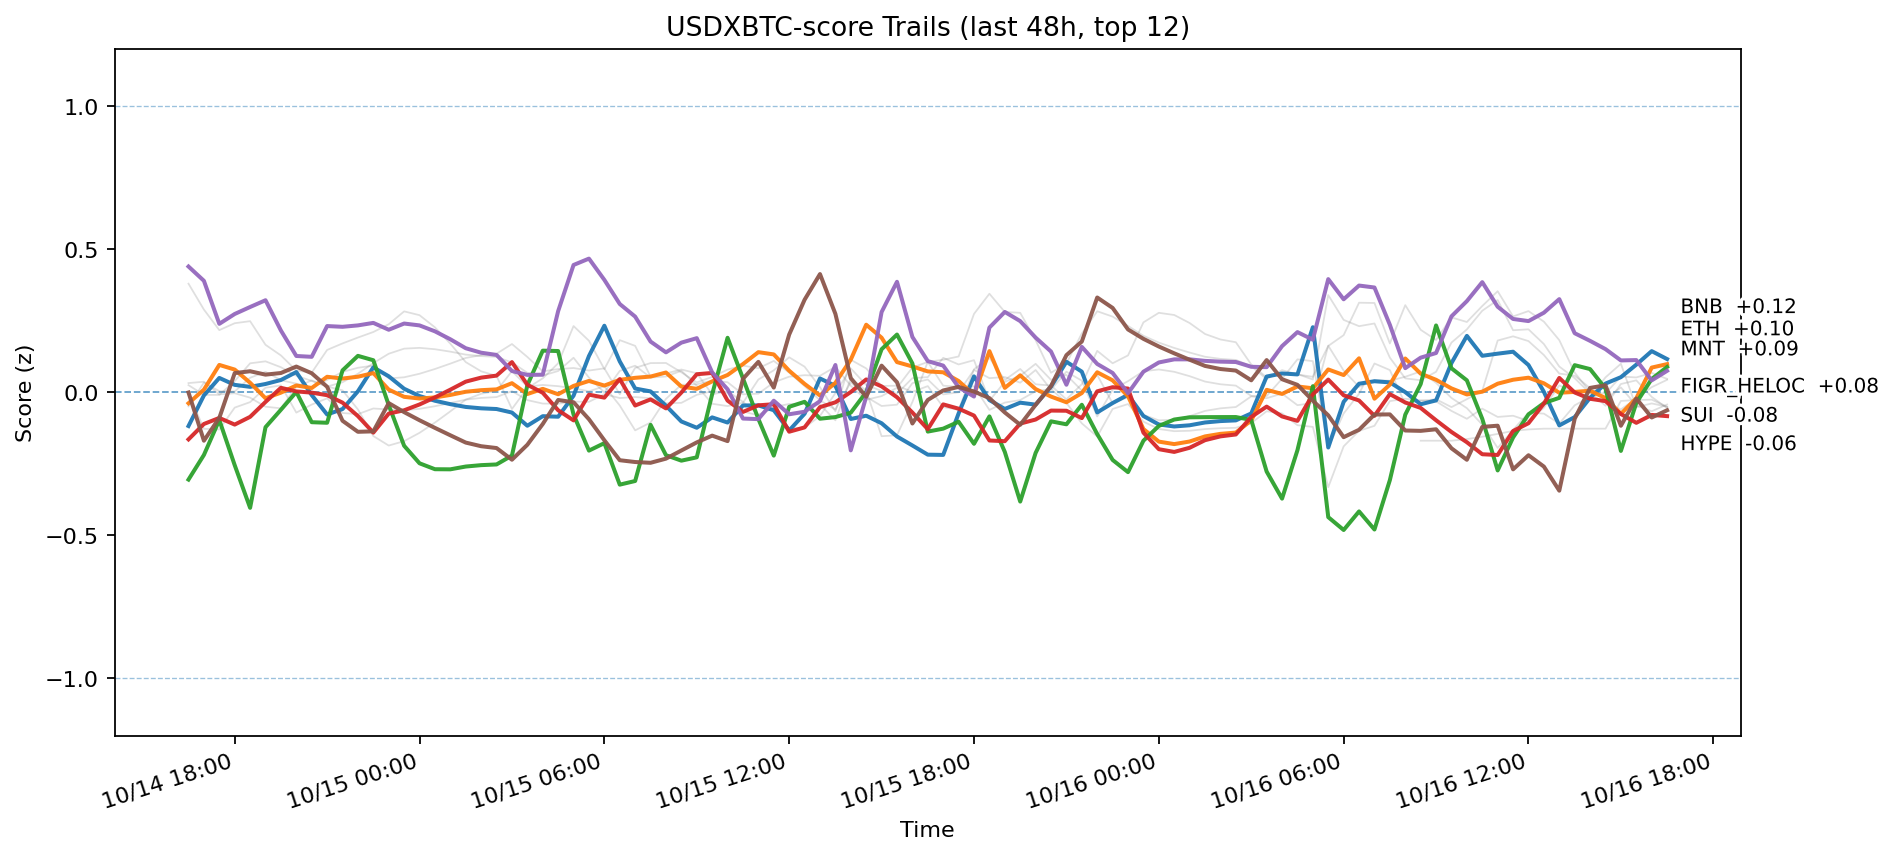 USDXBTC-score Trails (last 48h, top 12)
Score (z)
1.0
0.5
0.0
−0.5
−1.0
BNB +0.12
ETH +0.10
MNT +0.09
FIGR_HELOC +0.08
SUI -0.08
HYPE -0.06
10/14 18:00
10/15 00:00
10/15 06:00
10/15 12:00
10/15 18:00
10/16 00:00
10/16 06:00
10/16 12:00
10/16 18:00
Time